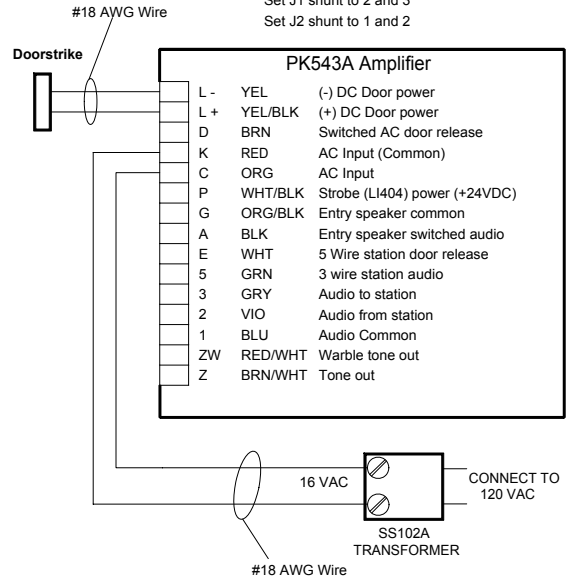 Set J1 shunt to 2 and 3
#18 AWG Wire
Set J2 shunt to 1 and 2
Doorstrike
PK543A Amplifier
L - YEL (-) DC Door power
L + YEL/BLK (+) DC Door power
D BRN Switched AC door release
K RED AC Input (Common)
C ORG AC Input
P WHT/BLK Strobe (LI404) power (+24VDC)
G ORG/BLK Entry speaker common
A BLK Entry speaker switched audio
E WHT 5 Wire station door release
5 GRN 3 wire station audio
3 GRY Audio to station
2 VIO Audio from station
1 BLU Audio Common
ZW RED/WHT Warble tone out
Z BRN/WHT Tone out
16 VAC
CONNECT TO
120 VAC
SS102A
TRANSFORMER
#18 AWG Wire